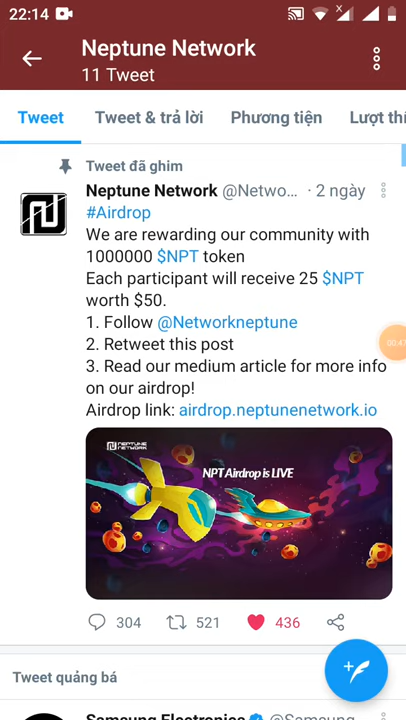 22:14
Neptune Network
11 Tweet
Tweet
Tweet & trả lời
Phương tiện
Lượt thí
Tweet đã ghim
Neptune Network @Netwo... · 2 ngày
#Airdrop
We are rewarding our community with
1000000 $NPT token
Each participant will receive 25 $NPT
worth $50.
1. Follow @Networkneptune
2. Retweet this post
3. Read our medium article for more info
on our airdrop!
Airdrop link: airdrop.neptunenetwork.io
NEPTUNE
NETWORK
NPT Airdrop is LIVE
304
521
436
Tweet quảng bá
Samsung Electronics @Samsung